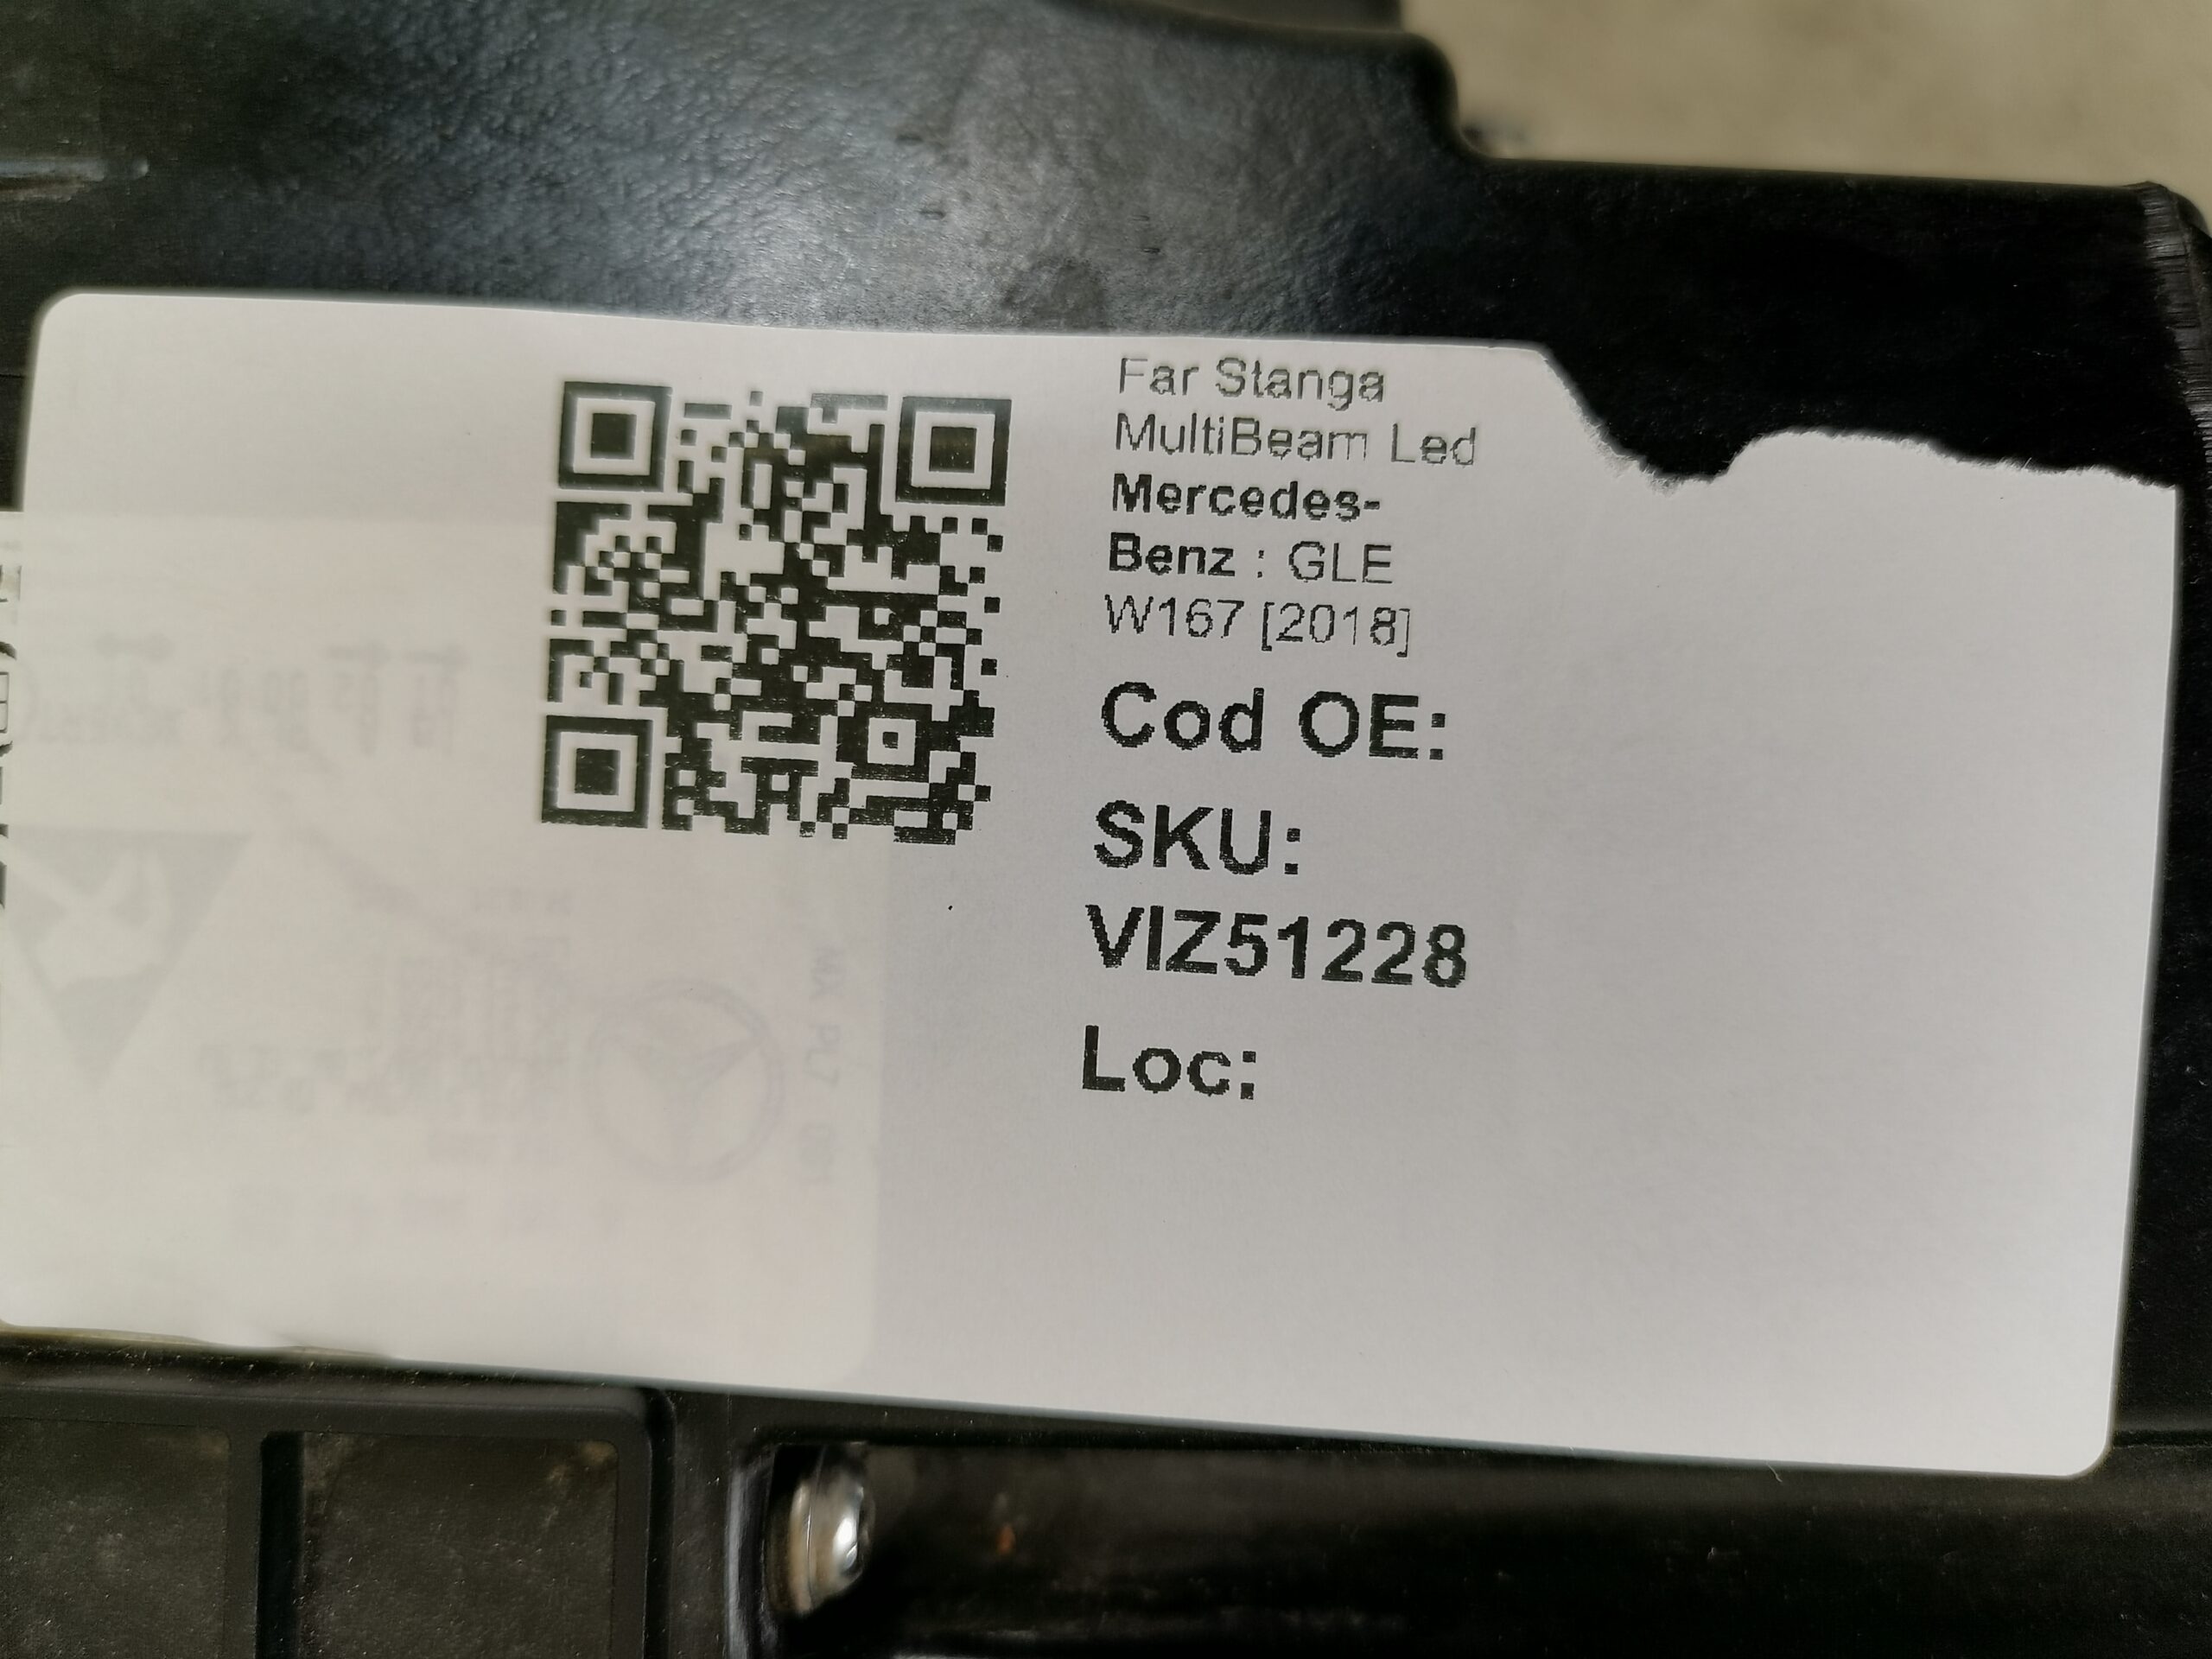 Far Stanga
MultiBeam Led
Mercedes-
Benz : GLE
W167 [2018]
Cod OE:
SKU:
VIZ51228
Loc: